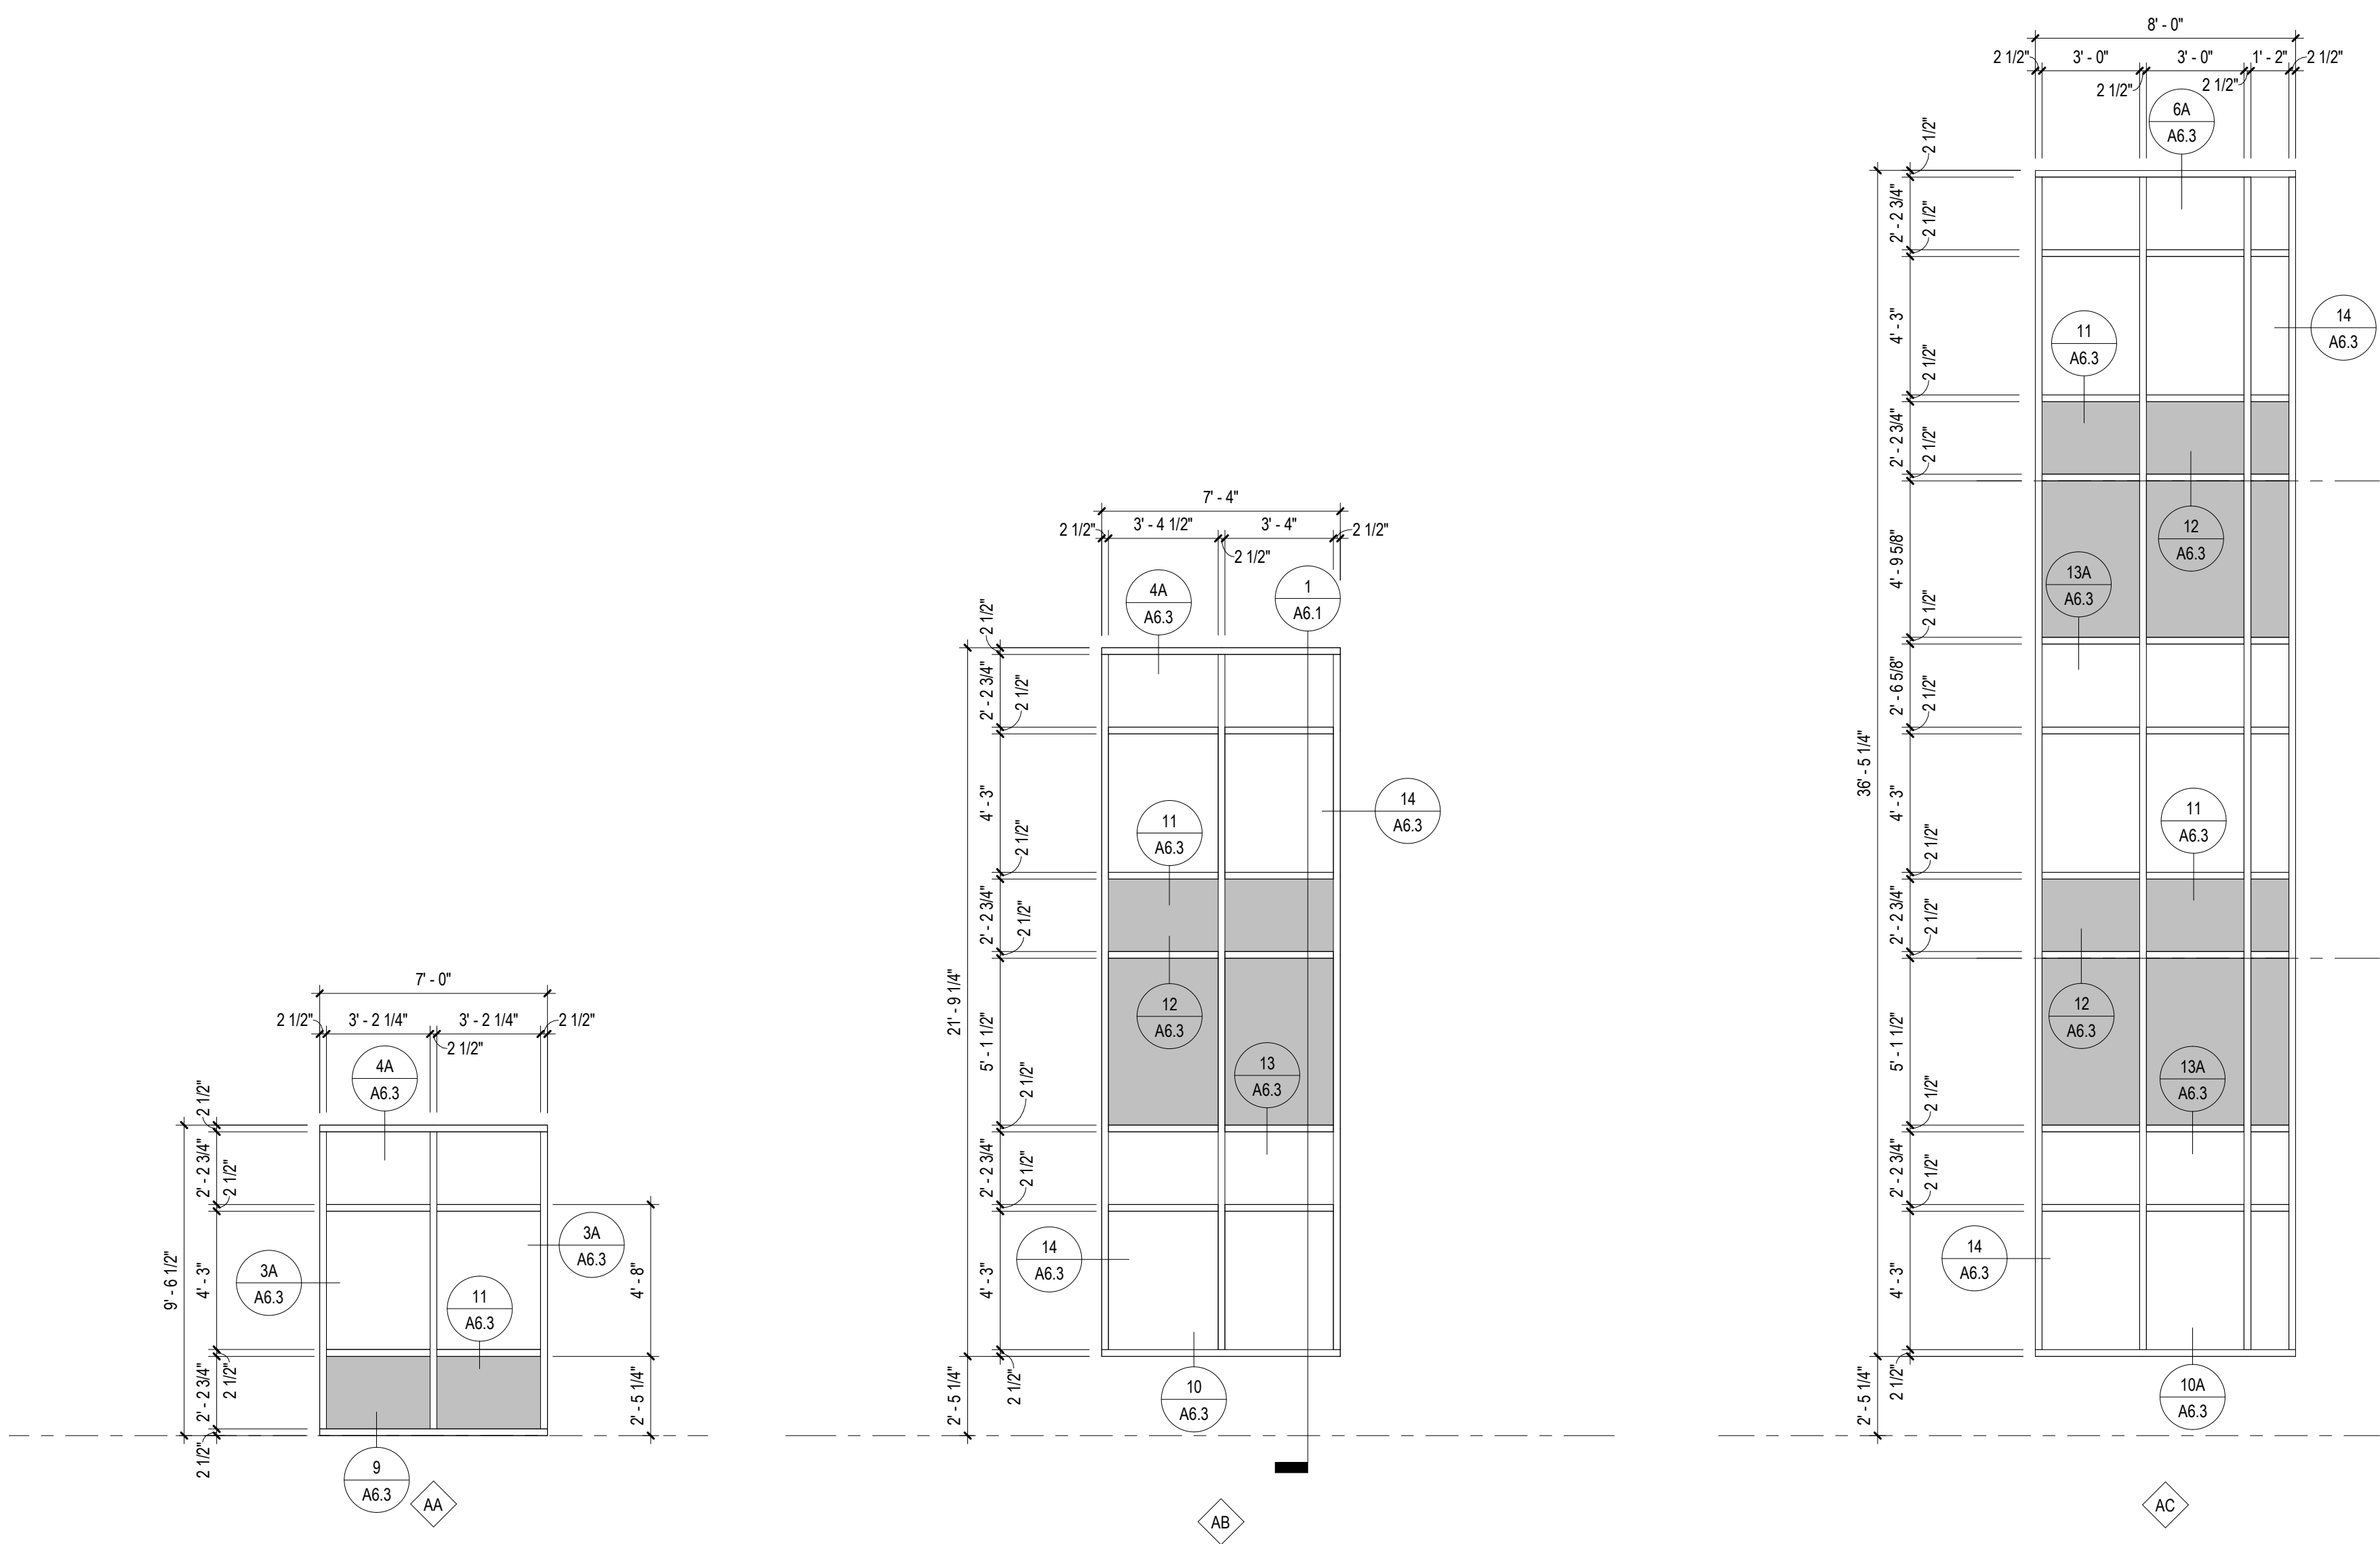 7' - 0"
2 1/2"
3' - 2 1/4"
3' - 2 1/4"
2 1/2"
2 1/2"
4A
A6.3
2 1/2"
2' - 2 3/4"
2 1/2"
9' - 6 1/2"
4' - 3"
2 1/2"
2' - 2 3/4"
2 1/2"
3A
A6.3
3A
A6.3
11
A6.3
4' - 8"
2' - 5 1/4"
9
A6.3
AA
7' - 4"
2 1/2"
3' - 4 1/2"
3' - 4"
2 1/2"
2 1/2"
4A
A6.3
1
A6.1
2 1/2"
2' - 2 3/4"
2 1/2"
4' - 3"
2 1/2"
2' - 2 3/4"
2 1/2"
21' - 9 1/4"
5' - 1 1/2"
2 1/2"
2' - 2 3/4"
2 1/2"
4' - 3"
2 1/2"
2' - 5 1/4"
14
A6.3
11
A6.3
12
A6.3
13
A6.3
14
A6.3
10
A6.3
AB
8' - 0"
2 1/2"
3' - 0"
3' - 0"
1' - 2"
2 1/2"
2 1/2"
2 1/2"
6A
A6.3
2 1/2"
2' - 2 3/4"
2 1/2"
4' - 3"
2 1/2"
2' - 2 3/4"
2 1/2"
4' - 9 5/8"
2 1/2"
2' - 6 5/8"
2 1/2"
36' - 5 1/4"
4' - 3"
2 1/2"
2' - 2 3/4"
2 1/2"
5' - 1 1/2"
2 1/2"
2' - 2 3/4"
2 1/2"
4' - 3"
2 1/2"
2' - 5 1/4"
14
A6.3
11
A6.3
12
A6.3
13A
A6.3
11
A6.3
12
A6.3
13A
A6.3
14
A6.3
10A
A6.3
AC